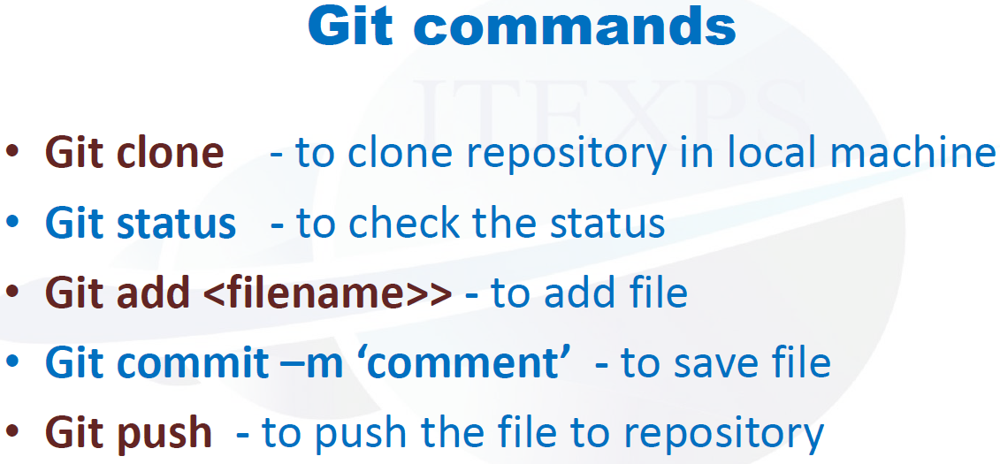 Git commands
ITEXPS
• Git clone - to clone repository in local machine
• Git status - to check the status
• Git add <filename>> - to add file
• Git commit –m ‘comment’ - to save file
• Git push - to push the file to repository